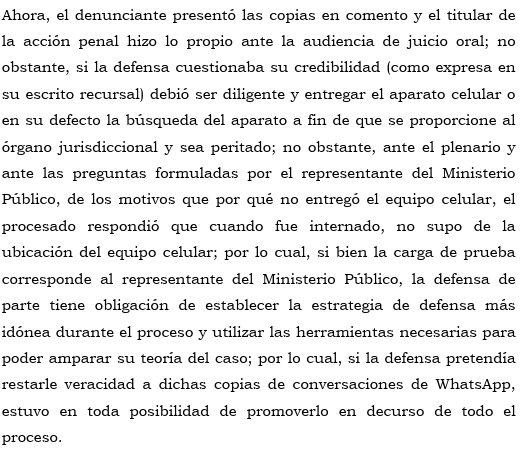 Ahora, el denunciante presentó las copias en comento y el titular de
la acción penal hizo lo propio ante la audiencia de juicio oral; no
obstante, si la defensa cuestionaba su credibilidad (como expresa en
su escrito recursal) debió ser diligente y entregar el aparato celular o
en su defecto la búsqueda del aparato a fin de que se proporcione al
órgano jurisdiccional y sea peritado; no obstante, ante el plenario y
ante las preguntas formuladas por el representante del Ministerio
Público, de los motivos que por qué no entregó el equipo celular, el
procesado respondió que cuando fue internado, no supo de la
ubicación del equipo celular; por lo cual, si bien la carga de prueba
corresponde al representante del Ministerio Público, la defensa de
parte tiene obligación de establecer la estrategia de defensa más
idónea durante el proceso y utilizar las herramientas necesarias para
poder amparar su teoría del caso; por lo cual, si la defensa pretendía
restarle veracidad a dichas copias de conversaciones de WhatsApp,
estuvo en toda posibilidad de promoverlo en decurso de todo el
proceso.